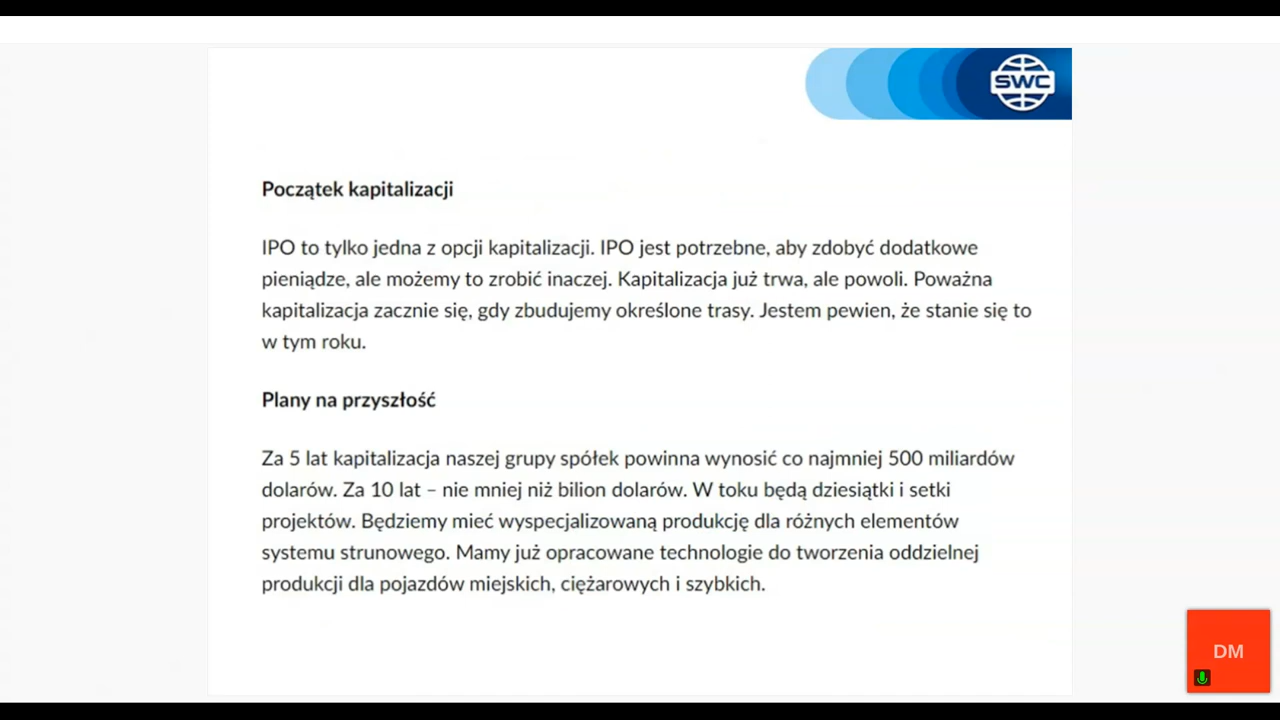 SWC
Początek kapitalizacji
IPO to tylko jedna z opcji kapitalizacji. IPO jest potrzebne, aby zdobyć dodatkowe
pieniądze, ale możemy to zrobić inaczej. Kapitalizacja już trwa, ale powoli. Poważna
kapitalizacja zacznie się, gdy zbudujemy określone trasy. Jestem pewien, że stanie się to
w tym roku.
Plany na przyszłość
Za 5 lat kapitalizacja naszej grupy spółek powinna wynosić co najmniej 500 miliardów
dolarów. Za 10 lat – nie mniej niż bilion dolarów. W toku będą dziesiątki i setki
projektów. Będziemy mieć wyspecjalizowaną produkcję dla różnych elementów
systemu strunowego. Mamy już opracowane technologie do tworzenia oddzielnej
produkcji dla pojazdów miejskich, ciężarowych i szybkich.
DM